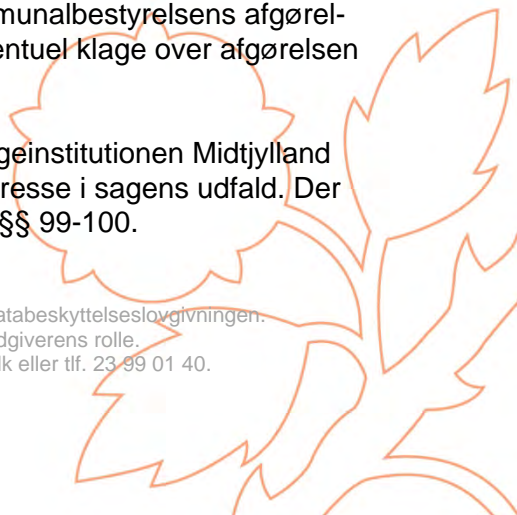 munalbestyrelsens afgørel-
entuel klage over afgørelsen
geinstitutionen Midtjylland
resse i sagens udfald. Der
§§ 99-100.
atabeskyttelseslovgivningen.
dgiverens rolle.
dk eller tlf. 23 99 01 40.